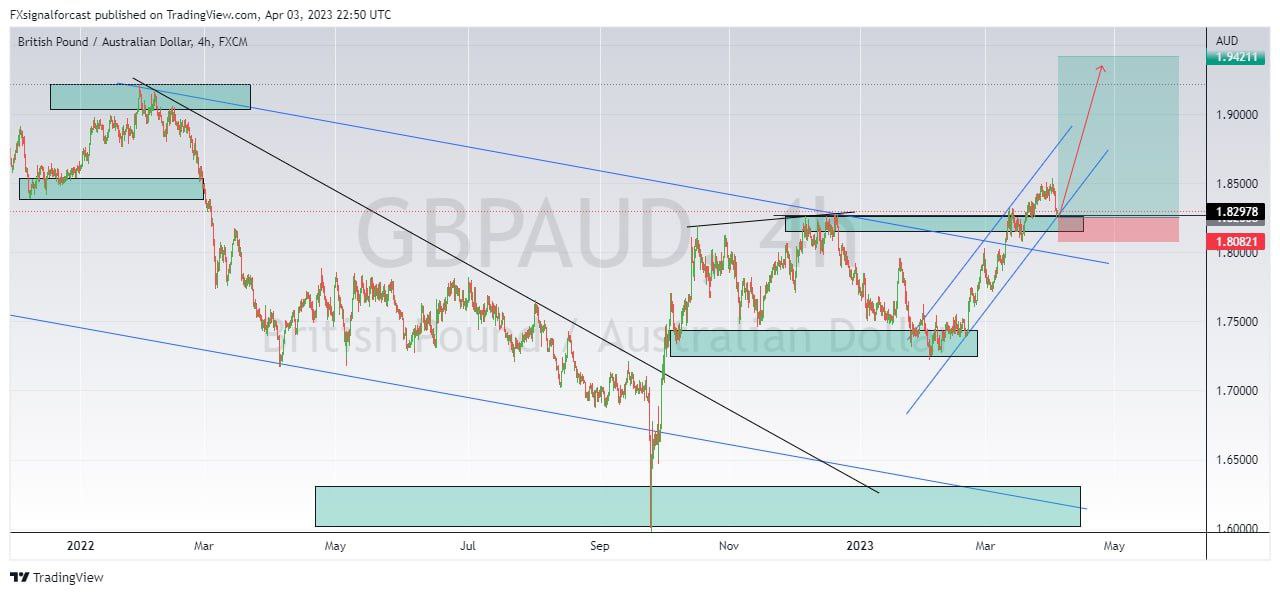 FXsignalforcast published on TradingView.com, Apr 03, 2023 22:50 UTC
British Pound / Australian Dollar, 4h, FXCM
AUD
1.94211
1.90000
1.85000
1.82978
1.80821
1.80000
1.75000
1.70000
1.65000
1.60000
GBPAUD, 4h
British Pound / Australian Dollar
2022 Mar May Jul Sep Nov 2023 Mar May
TradingView